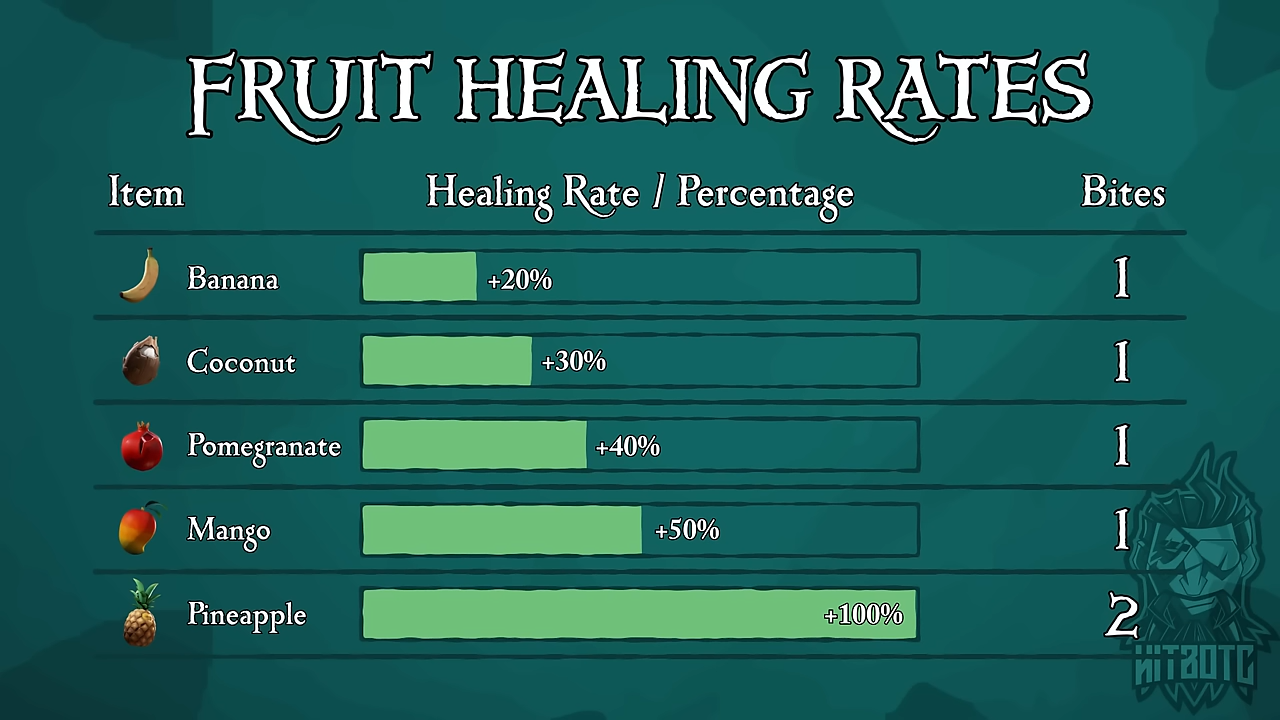 FRUIT HEALING RATES
Item Healing Rate / Percentage Bites
Banana +20% 1
Coconut +30% 1
Pomegranate +40% 1
Mango +50% 1
Pineapple +100% 2
HITBOTC